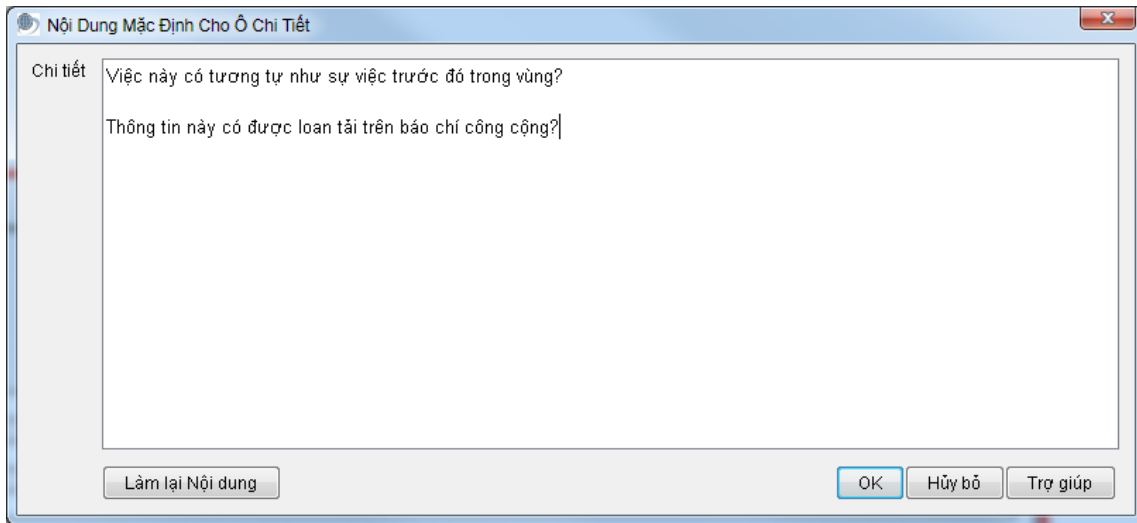 Nội Dung Mặc Định Cho Ô Chi Tiết
Chi tiết
Việc này có tương tự như sự việc trước đó trong vùng?
Thông tin này có được loan tải trên báo chí công cộng?
Làm lại Nội dung
OK
Hủy bỏ
Trợ giúp